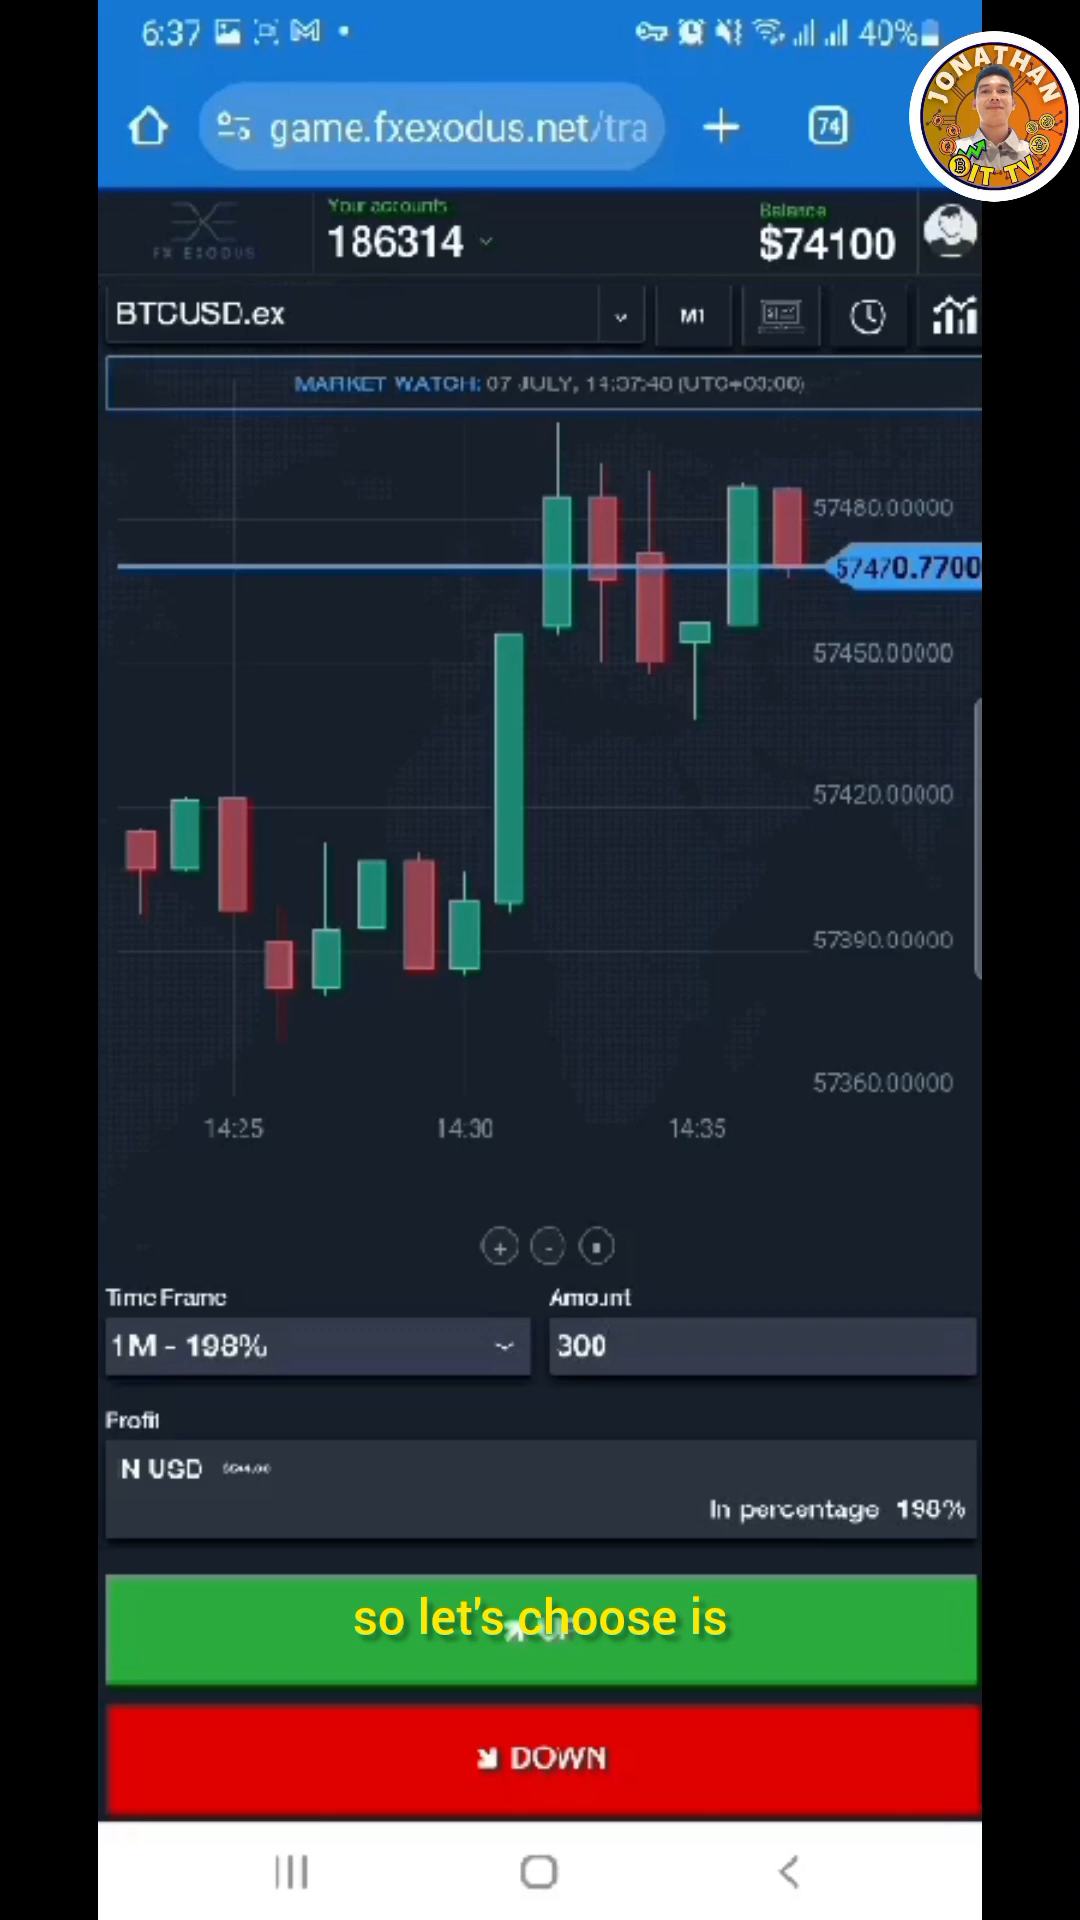 6:37
40%
JONATHAN
BIT TV
game.fxexodus.net/tra
74
Your accounts
186314
Balance
$74100
FX EXODUS
BTCUSD.ex
M1
MARKET WATCH: 07 JULY, 14:37:40 (UTC+03:00)
57480.00000
57470.7700
57450.00000
57420.00000
57390.00000
57360.00000
14:25
14:30
14:35
Time Frame
Amount
1M - 198%
300
Profit
N USD
In percentage 198%
so let's choose is
UP
DOWN